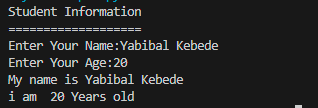 Student Information
===================
Enter Your Name:Yabibal Kebede
Enter Your Age:20
My name is Yabibal Kebede
i am  20 Years old